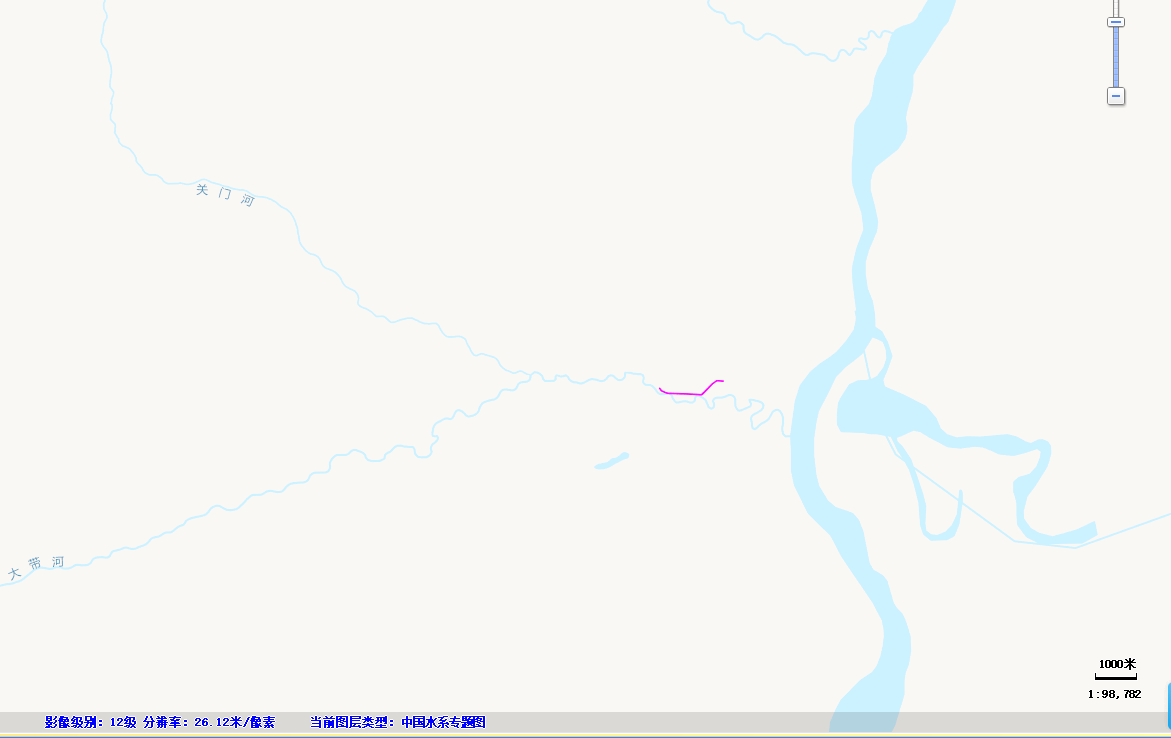 关门河
大带河
1000米
1:98,782
影像级别: 12级 分辨率: 26.12米/像素 当前图层类型: 中国水系专题图